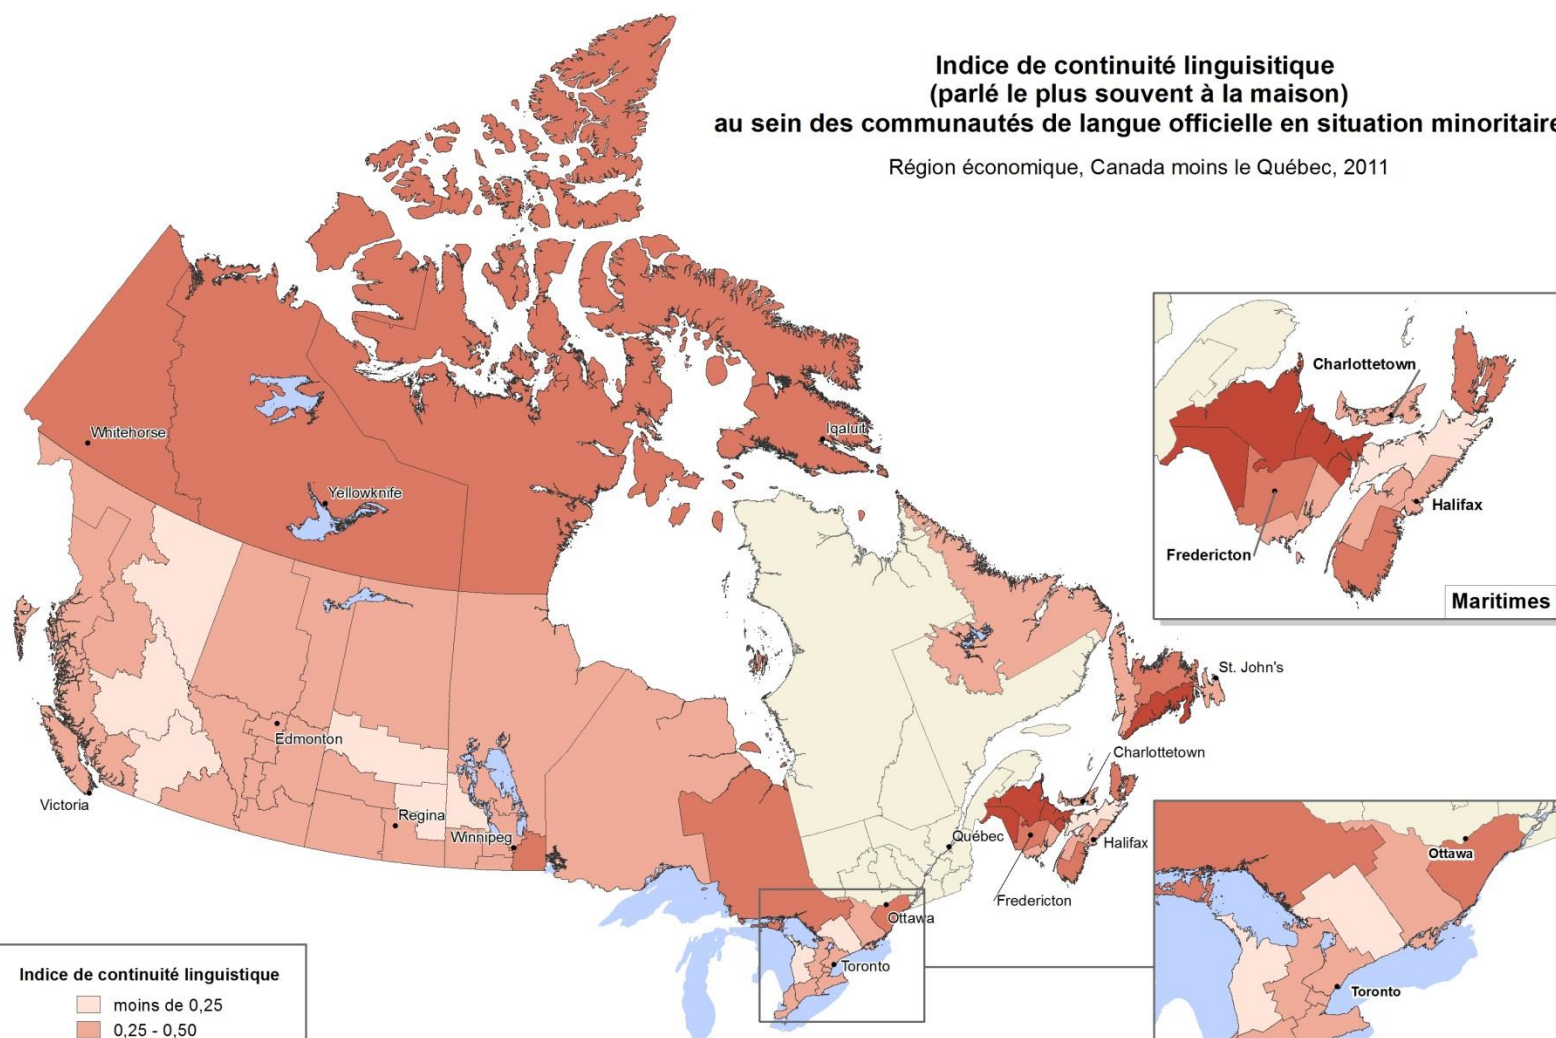 Indice de continuité linguisitique
(parlé le plus souvent à la maison)
au sein des communautés de langue officielle en situation minoritaire
Région économique, Canada moins le Québec, 2011
Whitehorse
Yellowknife
Iqaluit
Charlottetown
Halifax
Fredericton
Maritimes
St. John's
Edmonton
Victoria
Regina
Winnipeg
Charlottetown
Québec
Halifax
Fredericton
Ottawa
Toronto
Ottawa
Toronto
Indice de continuité linguistique
moins de 0,25
0,25 - 0,50